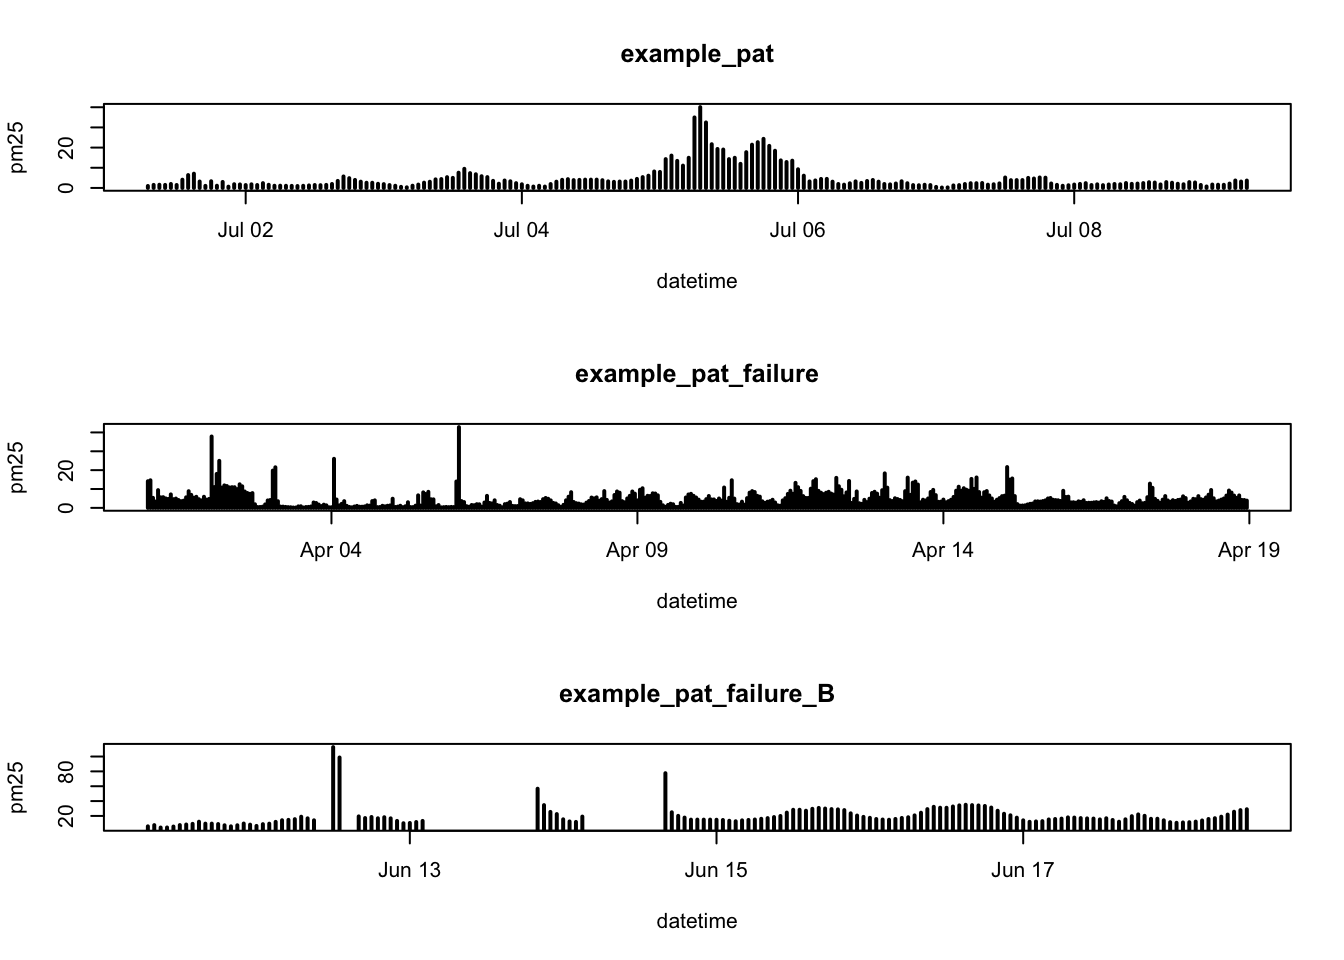 example_pat
pm25
20
0
Jul 02 Jul 04 Jul 06 Jul 08
datetime
example_pat_failure
pm25
20
0
Apr 04 Apr 09 Apr 14 Apr 19
datetime
example_pat_failure_B
pm25
80
20
Jun 13 Jun 15 Jun 17
datetime